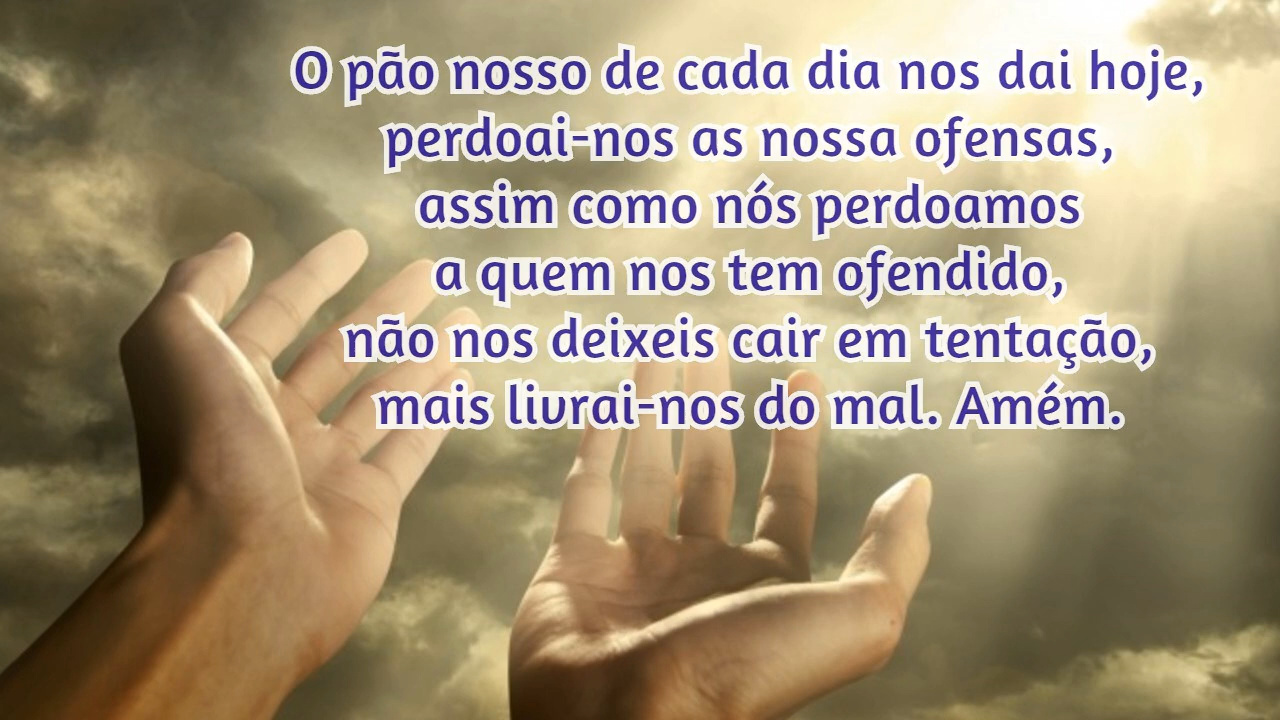 O pão nosso de cada dia nos dai hoje,
perdoai-nos as nossa ofensas,
assim como nós perdoamos
a quem nos tem ofendido,
não nos deixeis cair em tentação,
mais livrai-nos do mal. Amém.